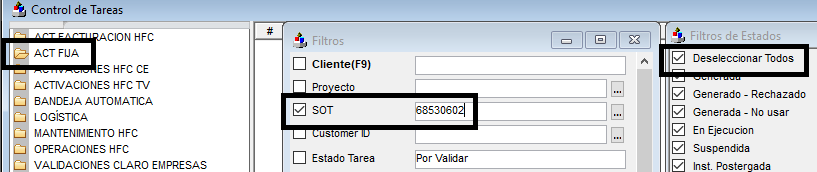 Control de Tareas
ACT FACTURACION HFC
ACT FIJA
ACTIVACIONES HFC CE
ACTIVACIONES HFC TV
BANDEJA AUTOMATICA
LOGÍSTICA
MANTENIMIENTO HFC
OPERACIONES HFC
VALIDACIONES CLARO EMPRESAS
#
Filtros
Cliente(F9)
Proyecto ...
SOT 68530602 ...
Customer ID ...
Estado Tarea Por Validar
Filtros de Estados
Deseleccionar Todos
Generada
Generado - Rechazado
Generada - No usar
En Ejecucion
Suspendida
Inst. Postergada